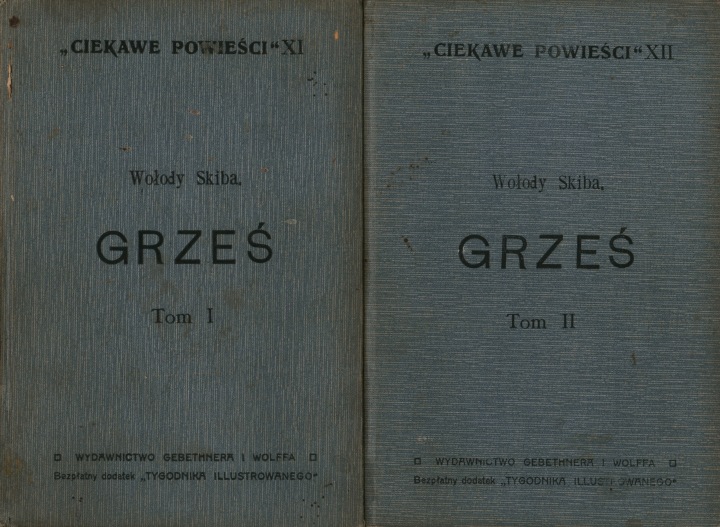 „CIEKAWE POWIEŚCI“ XI
Wołody Skiba.
GRZEŚ
Tom I
WYDAWNICTWO GEBETHNERA I WOLFFA
Bezpłatny dodatek „TYGODNIKA ILLUSTROWANEGO“
„CIEKAWE POWIEŚCI“ XII
Wołody Skiba.
GRZEŚ
Tom II
WYDAWNICTWO GEBETHNERA I WOLFFA
Bezpłatny dodatek „TYGODNIKA ILLUSTROWANEGO“